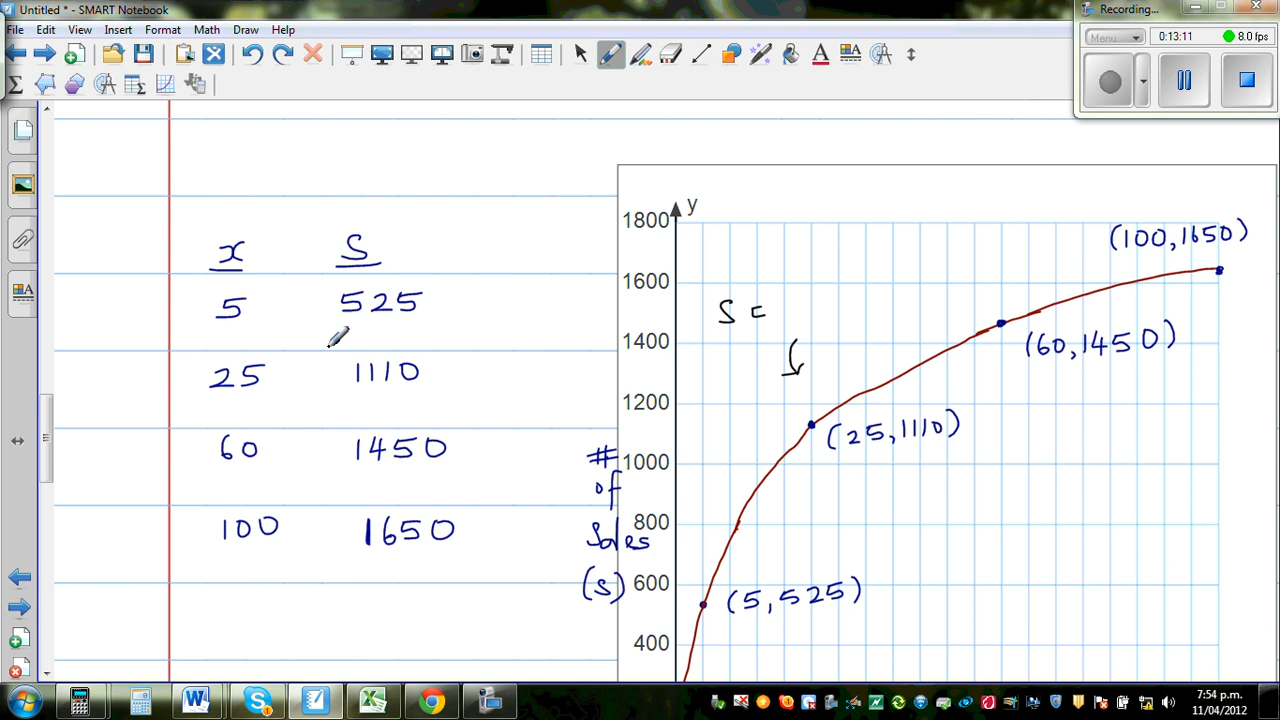 Untitled * - SMART Notebook
File Edit View Insert Format Math Draw Help
Recording...
Menu 0:13:11 8.0 fps
x S
5 525
25 1110
60 1450
100 1650
y
1800
1600
1400
1200
1000
800
600
400
# of Sales (S)
S =
(100,1650)
(60,1450)
(25,1110)
(5,525)
7:54 p.m.
11/04/2012